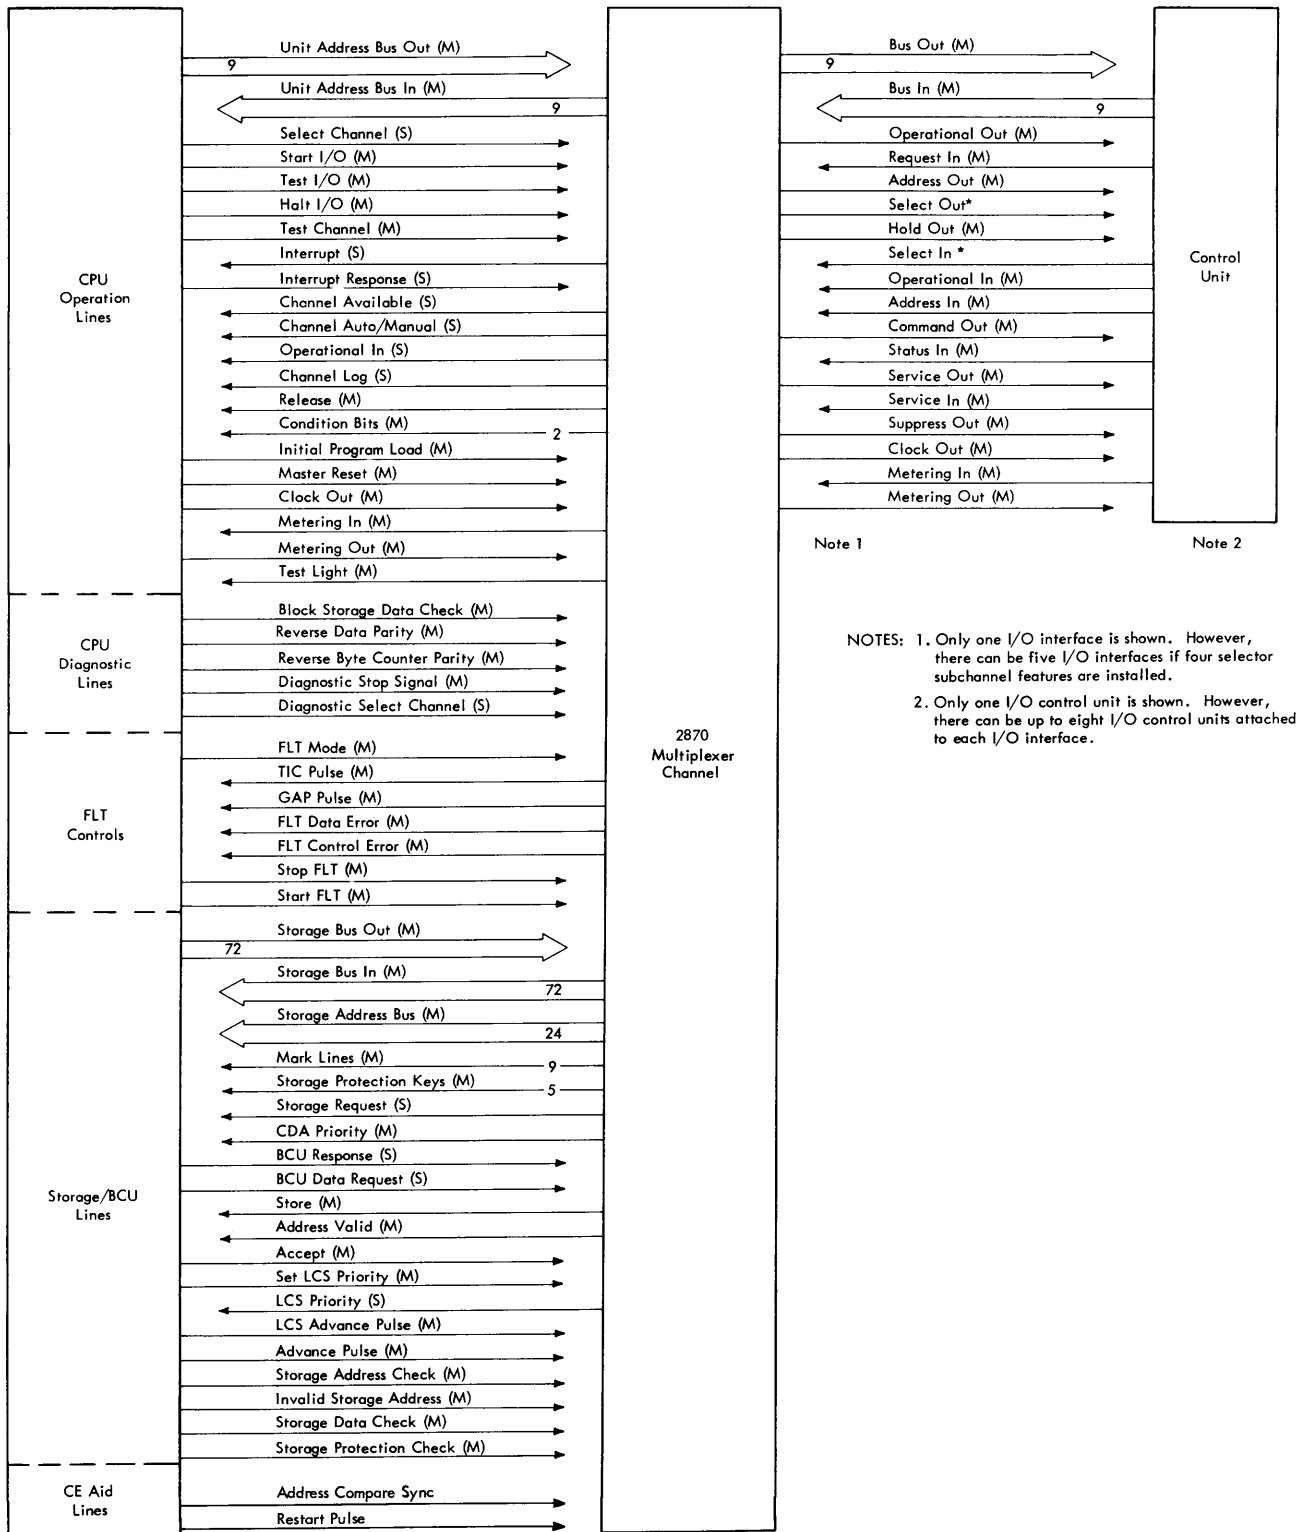 CPU
Operation
Lines
Unit Address Bus Out (M)
9
Unit Address Bus In (M)
9
Select Channel (S)
Start I/O (M)
Test I/O (M)
Halt I/O (M)
Test Channel (M)
Interrupt (S)
Interrupt Response (S)
Channel Available (S)
Channel Auto/Manual (S)
Operational In (S)
Channel Log (S)
Release (M)
Condition Bits (M)
2
Initial Program Load (M)
Master Reset (M)
Clock Out (M)
Metering In (M)
Metering Out (M)
Test Light (M)
CPU
Diagnostic
Lines
Block Storage Data Check (M)
Reverse Data Parity (M)
Reverse Byte Counter Parity (M)
Diagnostic Stop Signal (M)
Diagnostic Select Channel (S)
FLT
Controls
FLT Mode (M)
TIC Pulse (M)
GAP Pulse (M)
FLT Data Error (M)
FLT Control Error (M)
Stop FLT (M)
Start FLT (M)
Storage/BCU
Lines
Storage Bus Out (M)
72
Storage Bus In (M)
72
Storage Address Bus (M)
24
Mark Lines (M)
9
Storage Protection Keys (M)
5
Storage Request (S)
CDA Priority (M)
BCU Response (S)
BCU Data Request (S)
Store (M)
Address Valid (M)
Accept (M)
Set LCS Priority (M)
LCS Priority (S)
LCS Advance Pulse (M)
Advance Pulse (M)
Storage Address Check (M)
Invalid Storage Address (M)
Storage Data Check (M)
Storage Protection Check (M)
CE Aid
Lines
Address Compare Sync
Restart Pulse
2870
Multiplexer
Channel
Bus Out (M)
9
Bus In (M)
9
Operational Out (M)
Request In (M)
Address Out (M)
Select Out*
Hold Out (M)
Select In *
Operational In (M)
Address In (M)
Command Out (M)
Status In (M)
Service Out (M)
Service In (M)
Suppress Out (M)
Clock Out (M)
Metering In (M)
Metering Out (M)
Control
Unit
Note 1
Note 2
NOTES: 1. Only one I/O interface is shown. However,
there can be five I/O interfaces if four selector
subchannel features are installed.
2. Only one I/O control unit is shown. However,
there can be up to eight I/O control units attached
to each I/O interface.